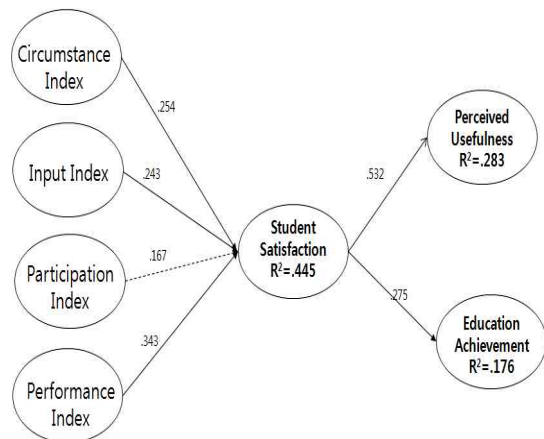 Circumstance
Index
.254
Input Index
.243
Participation
Index
.167
Performance
Index
.343
Student
Satisfaction
R²=.445
.532
.275
Perceived
Usefulness
R²=.283
Education
Achievement
R²=.176